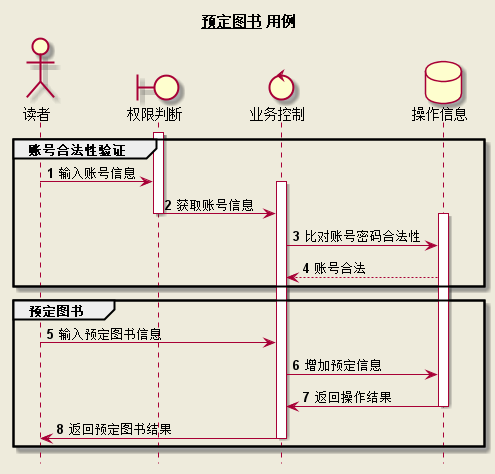 预定图书 用例
读者
权限判断
业务控制
操作信息
账号合法性验证
1 输入账号信息
2 获取账号信息
3 比对账号密码合法性
4 账号合法
预定图书
5 输入预定图书信息
6 增加预定信息
7 返回操作结果
8 返回预定图书结果